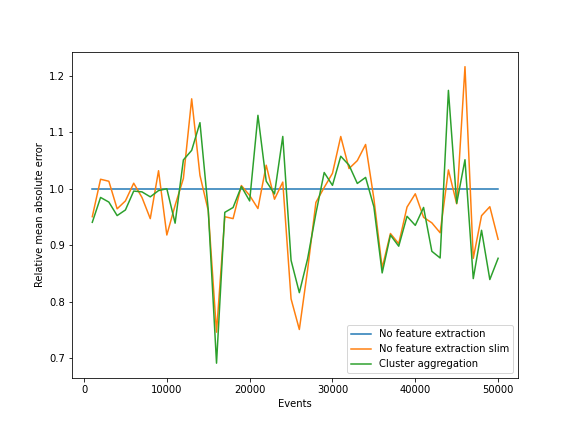 1.2
1.1
1.0
0.9
0.8
0.7
Relative mean absolute error
0 10000 20000 30000 40000 50000
Events
No feature extraction
No feature extraction slim
Cluster aggregation